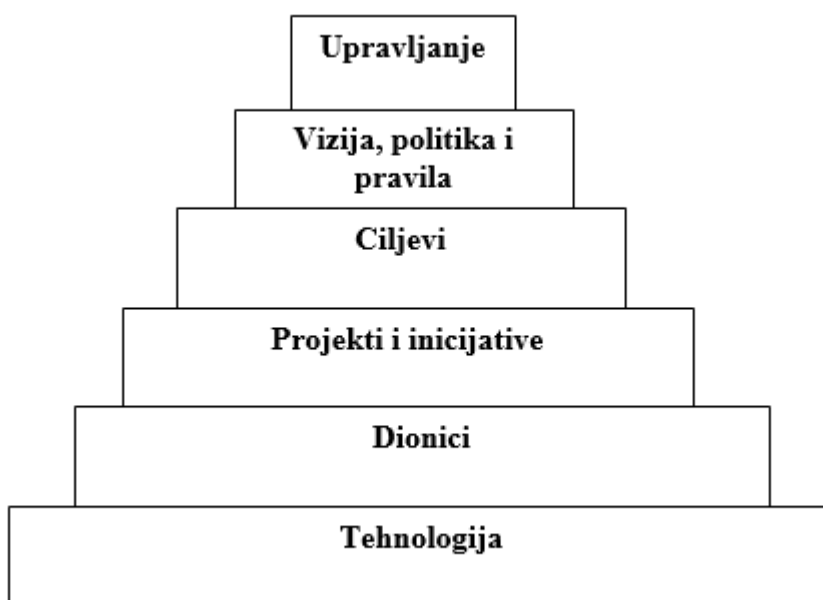 Upravljanje
Vizija, politika i
pravila
Ciljevi
Projekti i inicijative
Dionici
Tehnologija